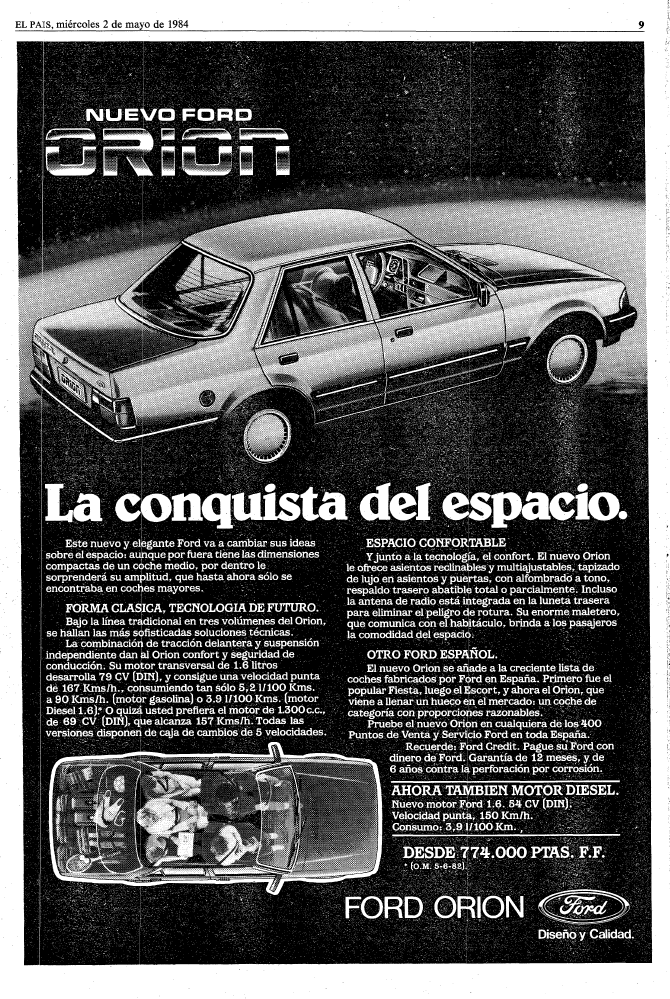 EL PAIS, miércoles 2 de mayo de 1984
9
NUEVO FORD
ORION
ORION
La conquista del espacio.
Este nuevo y elegante Ford va a cambiar sus ideas
sobre el espacio: aunque por fuera tiene las dimensiones
compactas de un coche medio, por dentro le
sorprenderá su amplitud, que hasta ahora sólo se
encontraba en coches mayores.
FORMA CLASICA, TECNOLOGIA DE FUTURO.
Bajo la línea tradicional en tres volúmenes del Orion,
se hallan las más sofisticadas soluciones técnicas.
La combinación de tracción delantera y suspensión
independiente dan al Orion confort y seguridad de
conducción. Su motor transversal de 1.6 litros
desarrolla 79 CV (DIN), y consigue una velocidad punta
de 167 Kms/h., consumiendo tan sólo 5,2 l/100 Kms.
a 90 Kms/h. (motor gasolina) o 3.9 l/100 Kms. (motor
Diesel 1.6).* O quizá usted prefiera el motor de 1.300 c.c.,
de 69 CV (DIN), que alcanza 157 Kms/h. Todas las
versiones disponen de caja de cambios de 5 velocidades.
ESPACIO CONFORTABLE
Y junto a la tecnología, el confort. El nuevo Orion
le ofrece asientos reclinables y multiajustables, tapizado
de lujo en asientos y puertas, con alfombrado a tono,
respaldo trasero abatible total o parcialmente. Incluso
la antena de radio está integrada en la luneta trasera
para eliminar el peligro de rotura. Su enorme maletero,
que comunica con el habitáculo, brinda a los pasajeros
la comodidad del espacio.
OTRO FORD ESPAÑOL.
El nuevo Orion se añade a la creciente lista de
coches fabricados por Ford en España. Primero fue el
popular Fiesta, luego el Escort, y ahora el Orion, que
viene a llenar un hueco en el mercado: un coche de
categoría con proporciones razonables.
Pruebe el nuevo Orion en cualquiera de los 400
Puntos de Venta y Servicio Ford en toda España.
Recuerde: Ford Credit. Pague su Ford con
dinero de Ford. Garantía de 12 meses, y de
6 años contra la perforación por corrosión.
AHORA TAMBIEN MOTOR DIESEL.
Nuevo motor Ford 1.6. 54 CV (DIN).
Velocidad punta, 150 Km/h.
Consumo: 3,9 l/100 Km.
DESDE 774.000 PTAS. F.F.
* (O.M. 5-6-82).
FORD ORION
Ford
Diseño y Calidad.